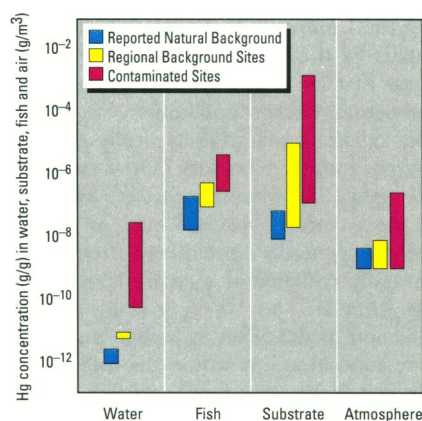 Hg concentration (g/g) in water, substrate, fish and air (g/m³)
Reported Natural Background
Regional Background Sites
Contaminated Sites
10⁻²
10⁻⁴
10⁻⁶
10⁻⁸
10⁻¹⁰
10⁻¹²
Water Fish Substrate Atmosphere